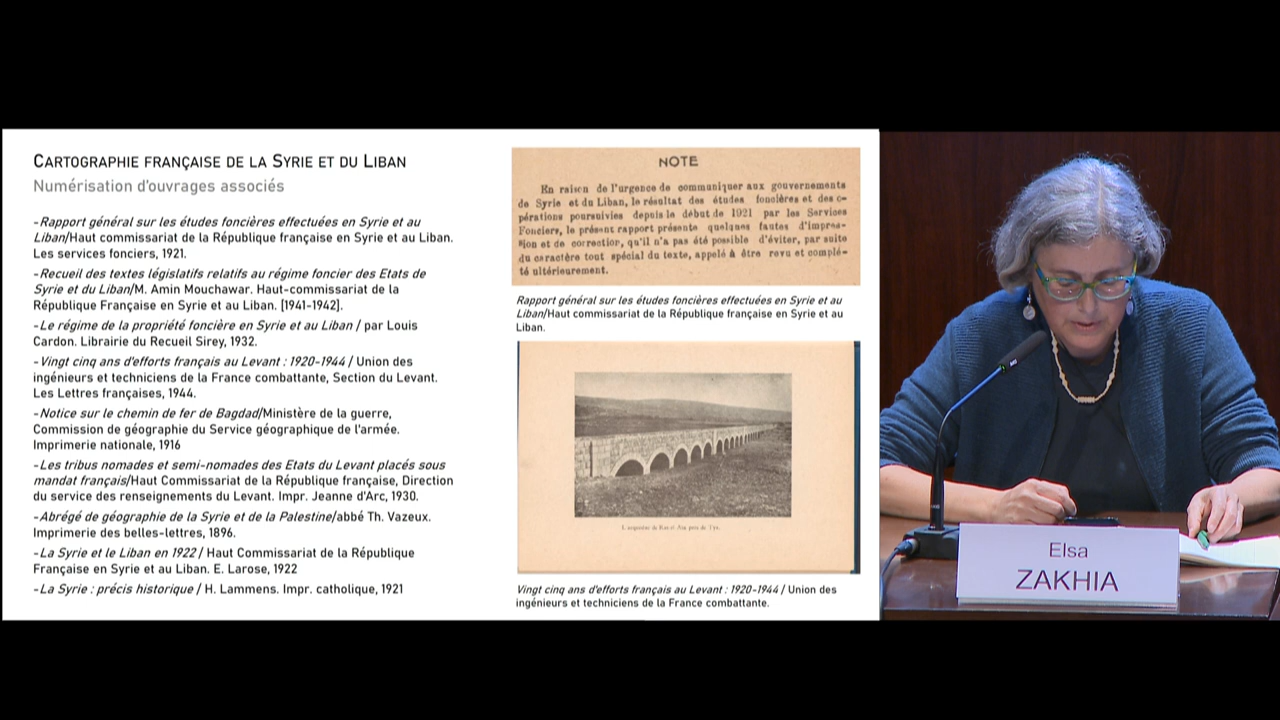 CARTOGRAPHIE FRANÇAISE DE LA SYRIE ET DU LIBAN
Numérisation d'ouvrages associés
-Rapport général sur les études foncières effectuées en Syrie et au
Liban/Haut commissariat de la République française en Syrie et au Liban.
Les services fonciers, 1921.
-Recueil des textes législatifs relatifs au régime foncier des Etats de
Syrie et du Liban/M. Amin Mouchawar. Haut-commissariat de la
République Française en Syrie et au Liban. [1941-1942].
-Le régime de la propriété foncière en Syrie et au Liban / par Louis
Cardon. Librairie du Recueil Sirey, 1932.
-Vingt cinq ans d'efforts français au Levant : 1920-1944 / Union des
ingénieurs et techniciens de la France combattante, Section du Levant.
Les Lettres françaises, 1944.
-Notice sur le chemin de fer de Bagdad/Ministère de la guerre,
Commission de géographie du Service géographique de l'armée.
Imprimerie nationale, 1916
-Les tribus nomades et semi-nomades des Etats du Levant placés sous
mandat français/Haut Commissariat de la République française, Direction
du service des renseignements du Levant. Impr. Jeanne d'Arc, 1930.
-Abrégé de géographie de la Syrie et de la Palestine/abbé Th. Vazeux.
Imprimerie des belles-lettres, 1896.
-La Syrie et le Liban en 1922 / Haut Commissariat de la République
Française en Syrie et au Liban. E. Larose, 1922
-La Syrie : précis historique / H. Lammens. Impr. catholique, 1921
NOTE
En raison de l'urgence de communiquer aux gouvernements
de Syrie et du Liban, le résultat des études foncières et des o-
pérations poursuivies depuis le début de 1921 par les Services
Fonciers, le présent rapport présente quelques fautes d'impres-
sion et de correction, qu'il n'a pas été possible d'éviter, par suite
du caractère tout spécial du texte, appelé à être revu et complé-
té ultérieurement.
Rapport général sur les études foncières effectuées en Syrie et au
Liban/Haut commissariat de la République française en Syrie et au
Liban.
L'aqueduc de Ras el Ain près de Tyr.
Vingt cinq ans d'efforts français au Levant : 1920-1944 / Union des
ingénieurs et techniciens de la France combattante.
Elsa
ZAKHIA